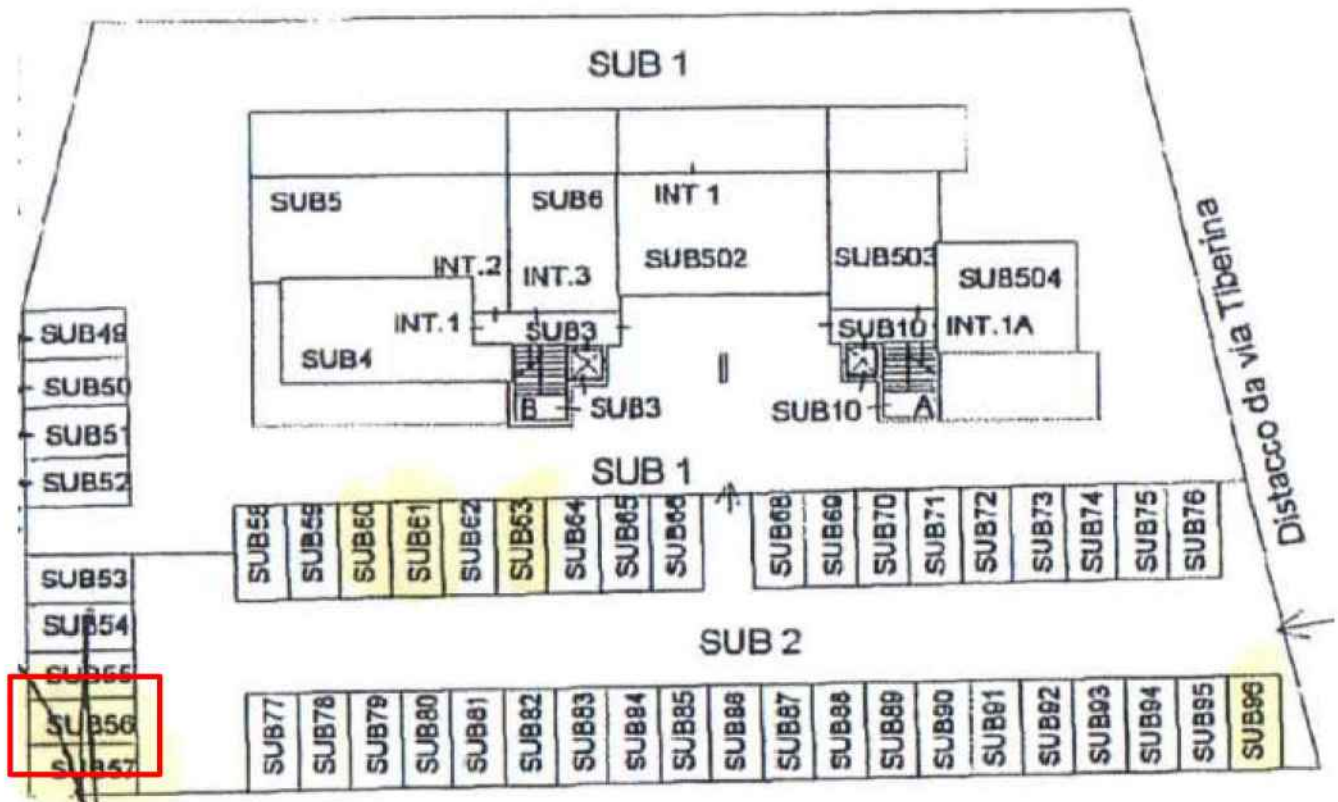 SUB 1
SUB5
SUB6
INT 1
SUB502
SUB503
SUB504
INT.2
INT.3
INT.1
SUB3
SUB10
INT.1A
SUB4
B
SUB3
SUB10
A
Distacco da via Tiberina
SUB49
SUB50
SUB51
SUB52
SUB 1
SUB58
SUB59
SUB60
SUB61
SUB62
SUB63
SUB64
SUB65
SUB66
SUB68
SUB69
SUB70
SUB71
SUB72
SUB73
SUB74
SUB75
SUB76
SUB53
SUB54
SUB55
SUB56
SUB57
SUB 2
SUB77
SUB78
SUB79
SUB80
SUB81
SUB82
SUB83
SUB84
SUB85
SUB86
SUB87
SUB88
SUB89
SUB90
SUB91
SUB92
SUB93
SUB94
SUB95
SUB96